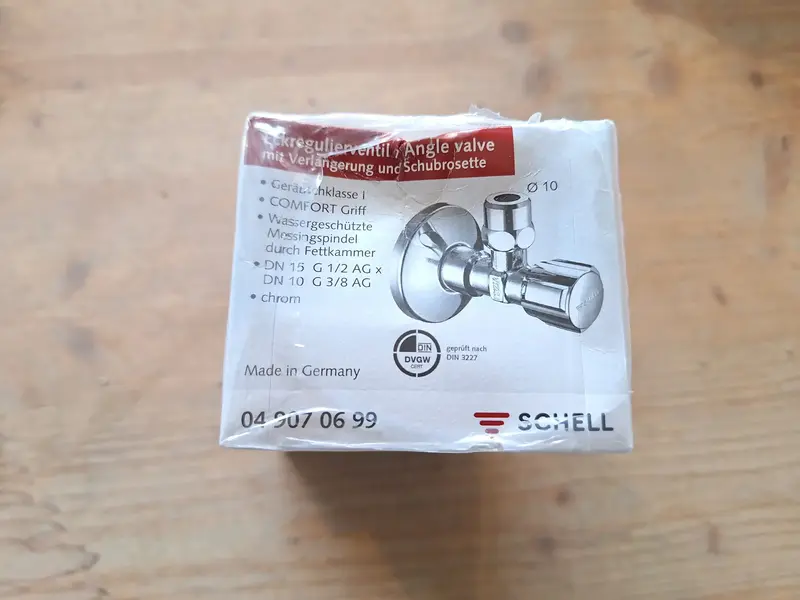 Eckregulierventil / Angle valve
mit Verlängerung und Schubrosette
• Geräuschklasse I
• COMFORT Griff
• Wassergeschützte
Messingspindel
durch Fettkammer
• DN 15 G 1/2 AG x
DN 10 G 3/8 AG
• chrom
Ø 10
DIN
DVGW
CERT
geprüft nach
DIN 3227
Made in Germany
04 907 06 99
SCHELL